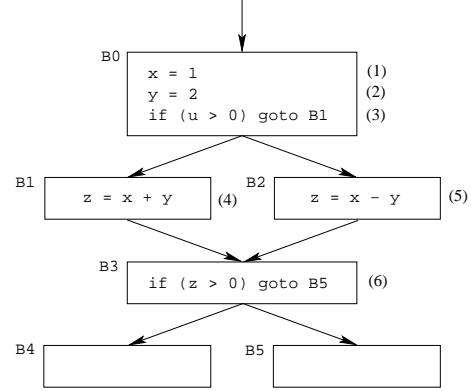 B0
x = 1 (1)
y = 2 (2)
if (u > 0) goto B1 (3)
B1 z = x + y (4)
B2 z = x - y (5)
B3
if (z > 0) goto B5 (6)
B4
B5